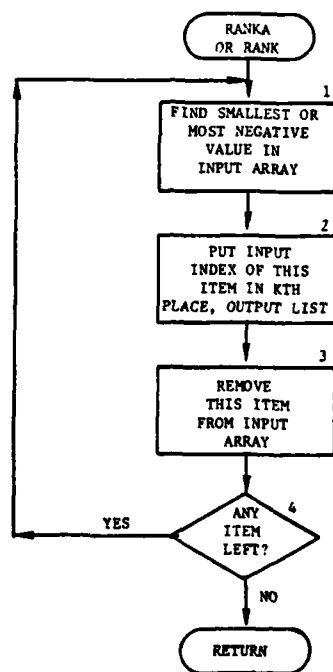 RANKA
OR RANK
1
FIND SMALLEST OR
MOST NEGATIVE
VALUE IN
INPUT ARRAY
2
PUT INPUT
INDEX OF THIS
ITEM IN KTH
PLACE, OUTPUT LIST
3
REMOVE
THIS ITEM
FROM INPUT
ARRAY
4
ANY
ITEM
LEFT?
YES
NO
RETURN